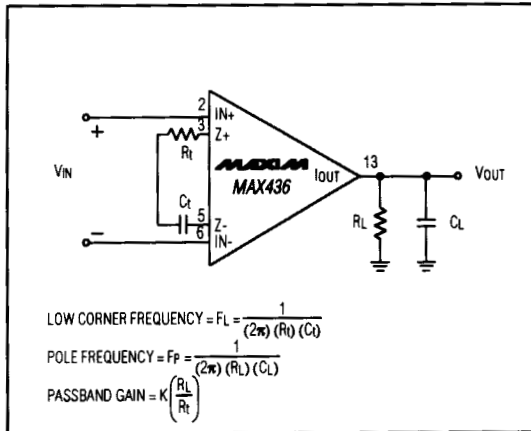 2
IN+
+
3
Z+
Rt
MAXIM
13
VIN
IOUT
VOUT
MAX436
Ct
RL
CL
5
Z-
−
6
IN-
LOW CORNER FREQUENCY = FL = 1 / (2π) (Rt) (Ct)
POLE FREQUENCY = FP = 1 / (2π) (RL) (CL)
PASSBAND GAIN = K(RL / Rt)